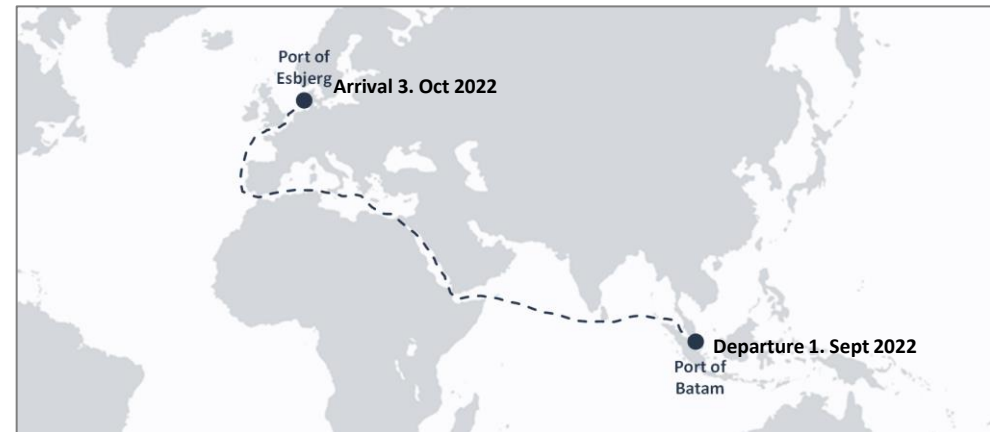 Port of
Esbjerg
Arrival 3. Oct 2022
Departure 1. Sept 2022
Port of
Batam